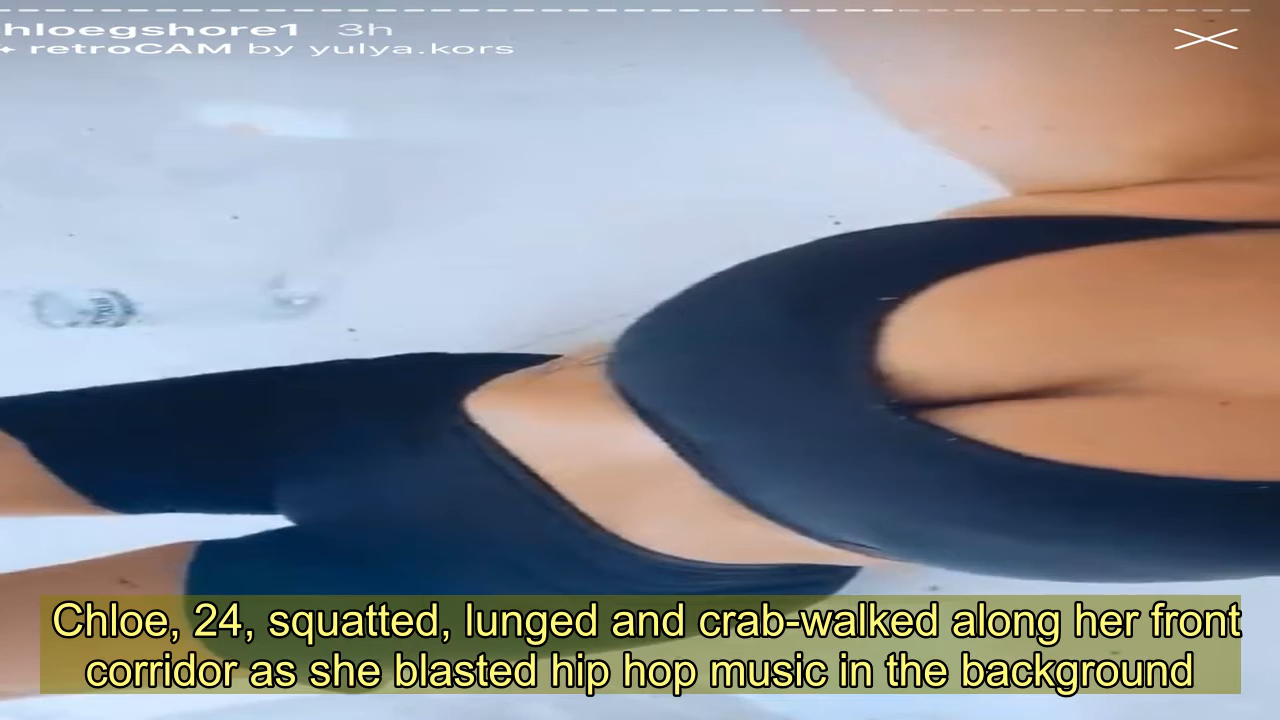 hloegshore1 3h
✦ retroCAM by yulya.kors
Chloe, 24, squatted, lunged and crab-walked along her front
corridor as she blasted hip hop music in the background